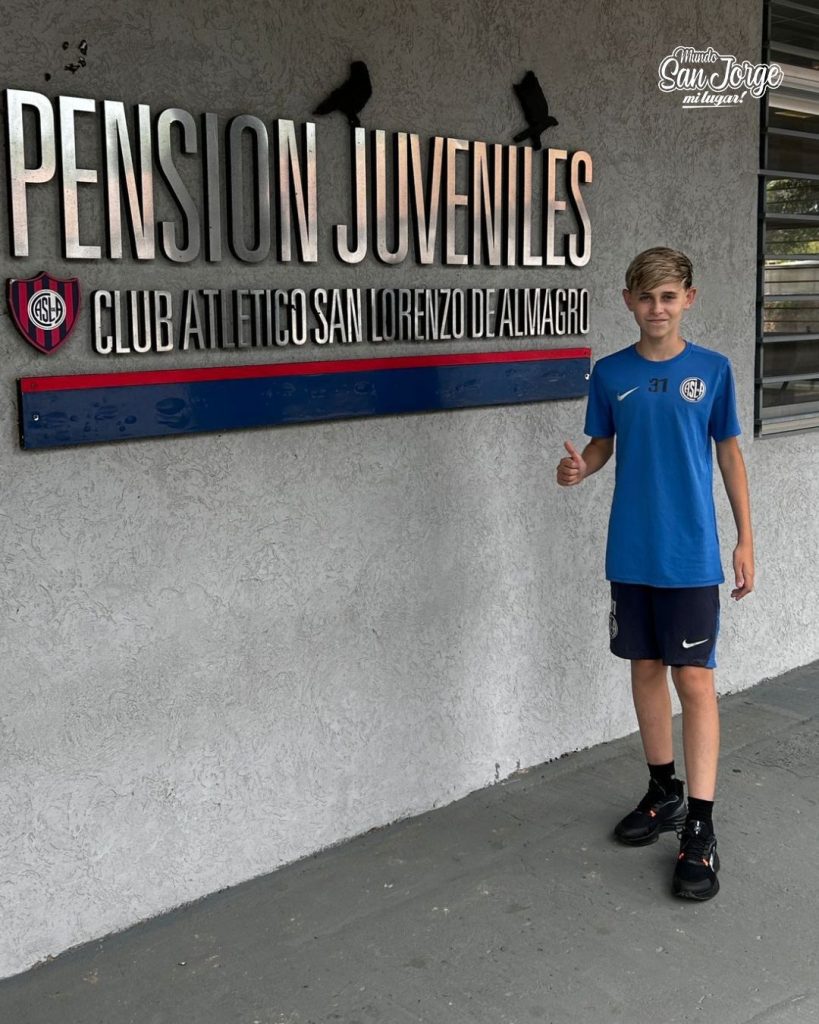 Mundo
San Jorge
mi lugar!
PENSION JUVENILES
CASLA
CLUB ATLETICO SAN LORENZO DE ALMAGRO
31
CASLA